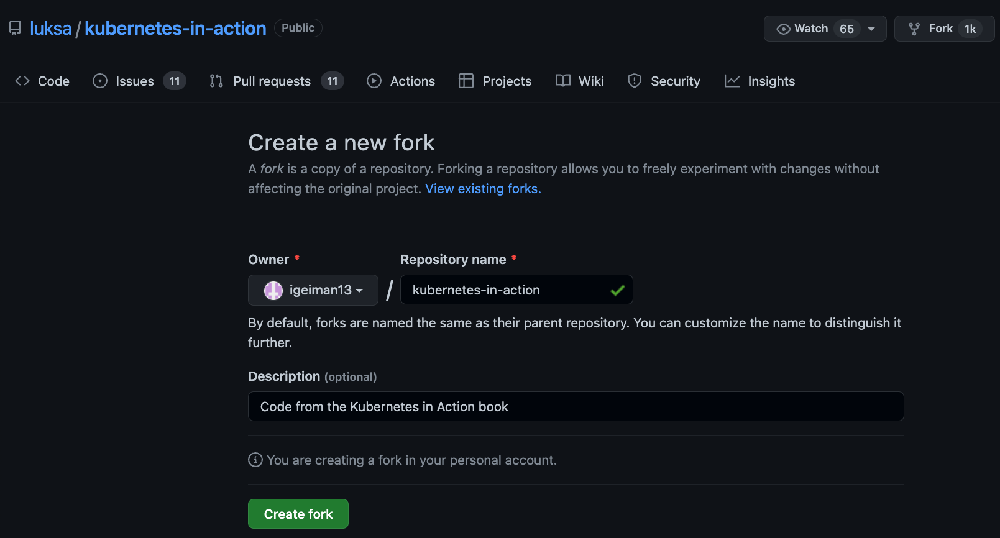 luksa / kubernetes-in-action Public Watch 65 Fork 1k
Code Issues 11 Pull requests 11 Actions Projects Wiki Security Insights
Create a new fork
A fork is a copy of a repository. Forking a repository allows you to freely experiment with changes without
affecting the original project. View existing forks.
Owner * Repository name *
igeiman13 / kubernetes-in-action
By default, forks are named the same as their parent repository. You can customize the name to distinguish it
further.
Description (optional)
Code from the Kubernetes in Action book
You are creating a fork in your personal account.
Create fork